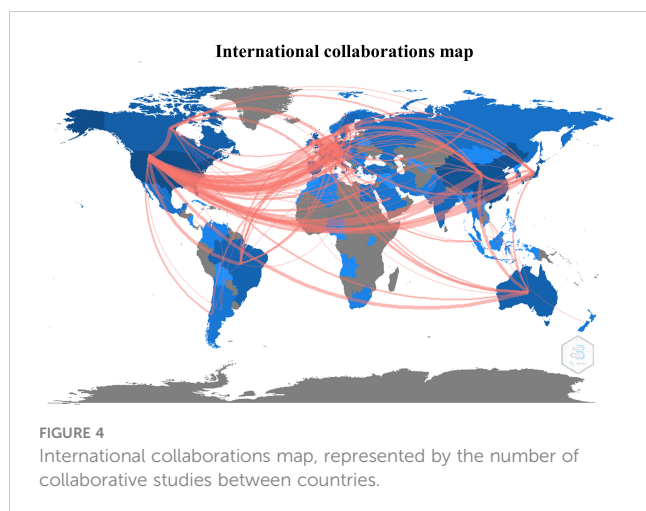 International collaborations map
FIGURE 4
International collaborations map, represented by the number of
collaborative studies between countries.